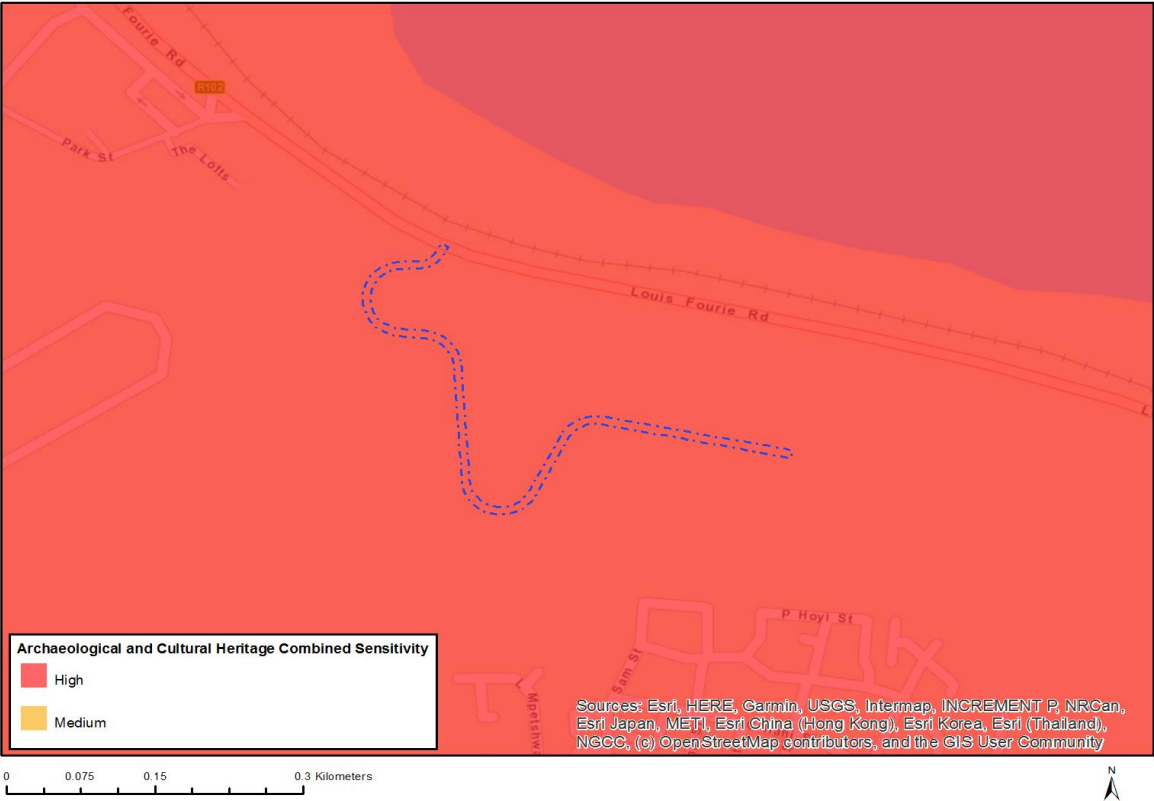 Fourie Rd
R102
Park St
The Lofts
Louis Fourie Rd
L
P Hoyi St
Sam St
Archaeological and Cultural Heritage Combined Sensitivity
High
Medium
Sources: Esri, HERE, Garmin, USGS, Intermap, INCREMENT P, NRCan,
Esri Japan, METI, Esri China (Hong Kong), Esri Korea, Esri (Thailand),
NGCC, (c) OpenStreetMap contributors, and the GIS User Community
0 0.075 0.15 0.3 Kilometers
N